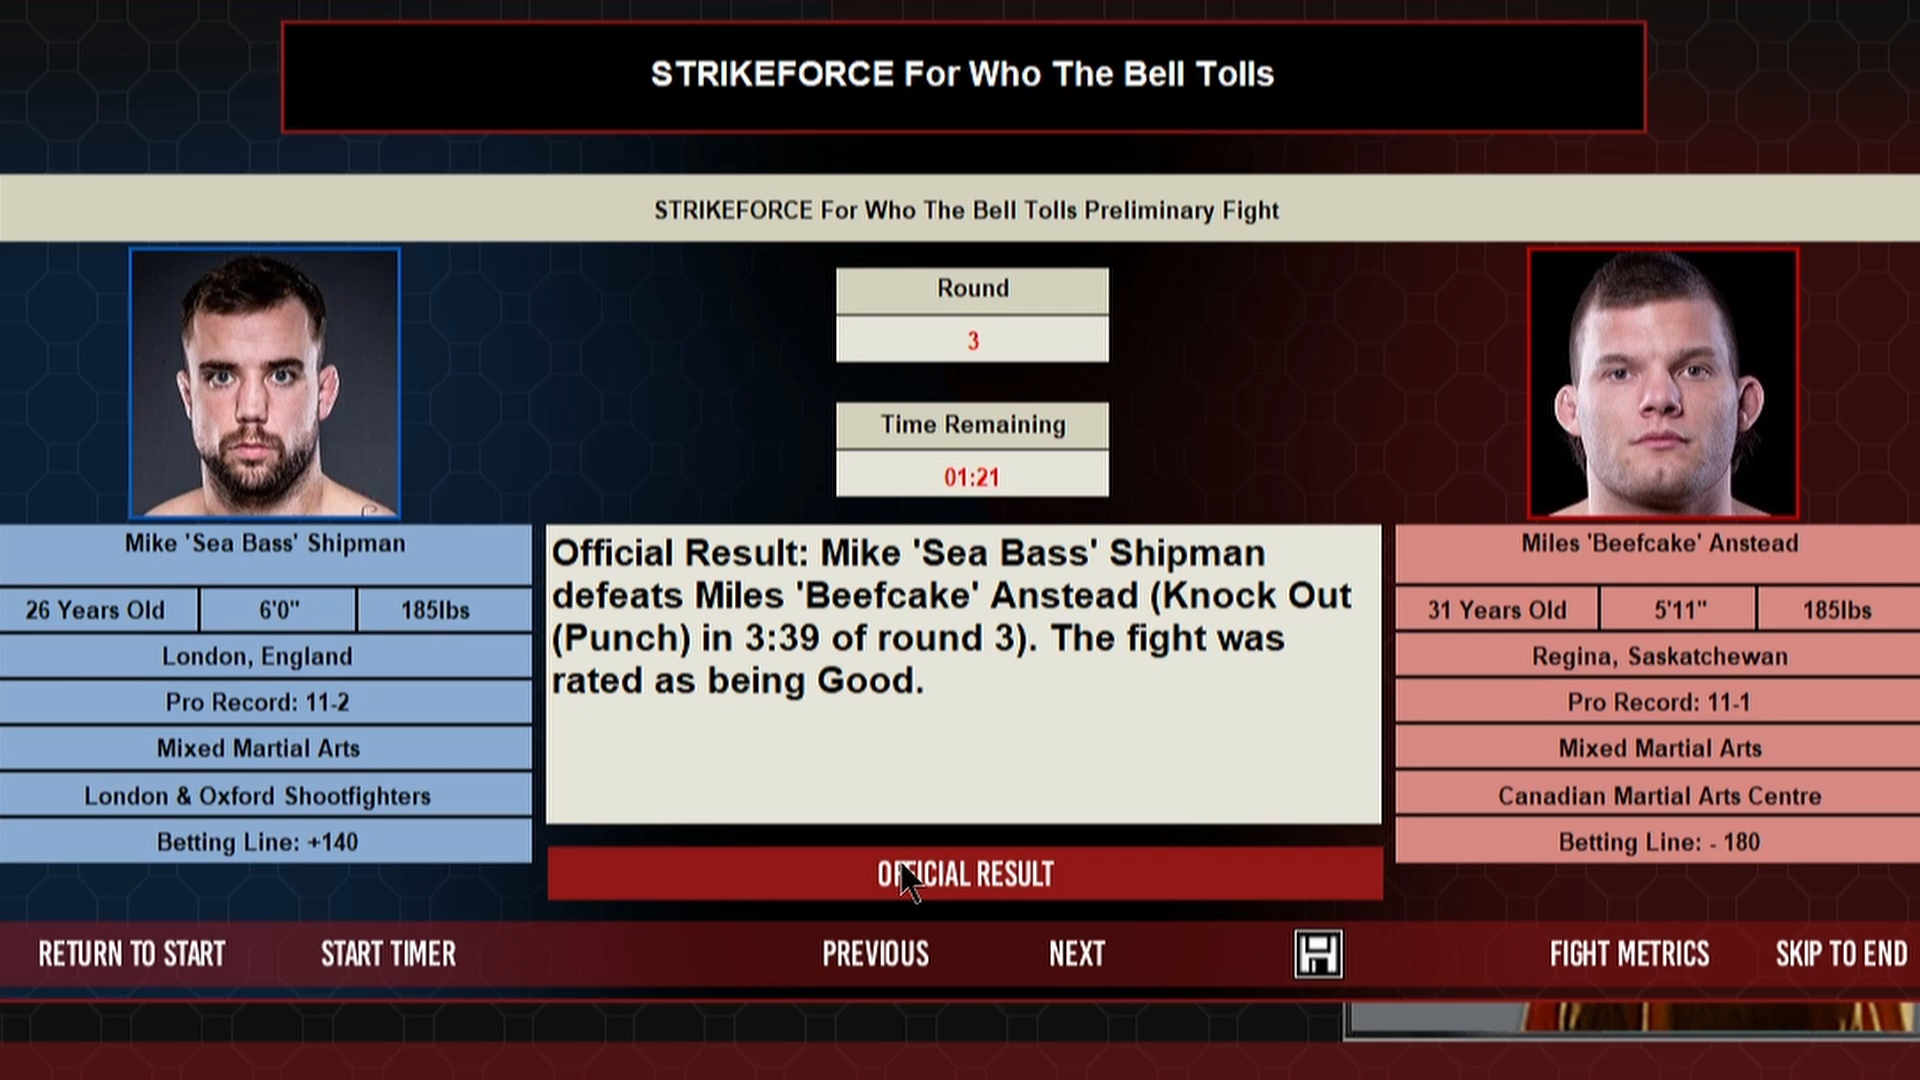 STRIKEFORCE For Who The Bell Tolls
STRIKEFORCE For Who The Bell Tolls Preliminary Fight
Round
3
Time Remaining
01:21
Mike 'Sea Bass' Shipman
26 Years Old 6'0" 185lbs
London, England
Pro Record: 11-2
Mixed Martial Arts
London & Oxford Shootfighters
Betting Line: +140
Official Result: Mike 'Sea Bass' Shipman
defeats Miles 'Beefcake' Anstead (Knock Out
(Punch) in 3:39 of round 3). The fight was
rated as being Good.
Miles 'Beefcake' Anstead
31 Years Old 5'11" 185lbs
Regina, Saskatchewan
Pro Record: 11-1
Mixed Martial Arts
Canadian Martial Arts Centre
Betting Line: - 180
OFFICIAL RESULT
RETURN TO START START TIMER PREVIOUS NEXT FIGHT METRICS SKIP TO END